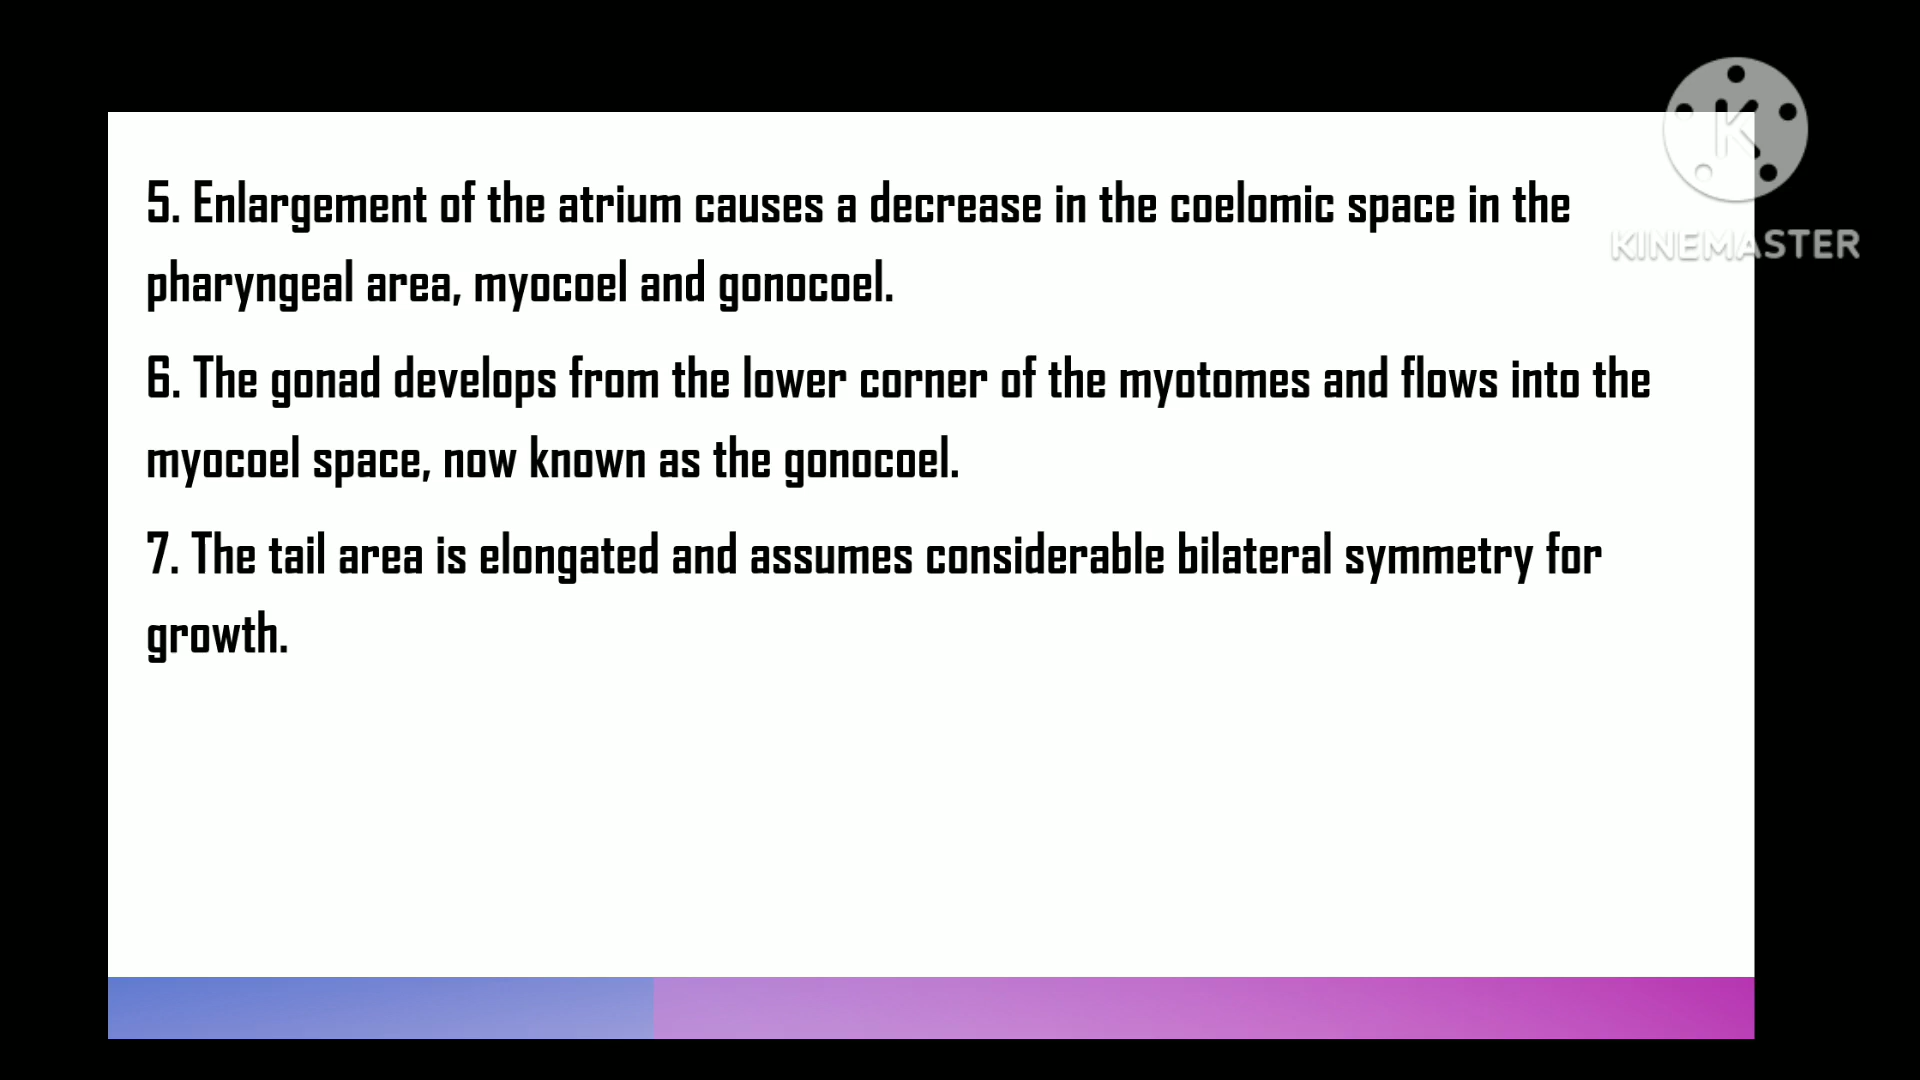 5. Enlargement of the atrium causes a decrease in the coelomic space in the
pharyngeal area, myocoel and gonocoel.
6. The gonad develops from the lower corner of the myotomes and flows into the
myocoel space, now known as the gonocoel.
7. The tail area is elongated and assumes considerable bilateral symmetry for
growth.
K
KINEMASTER